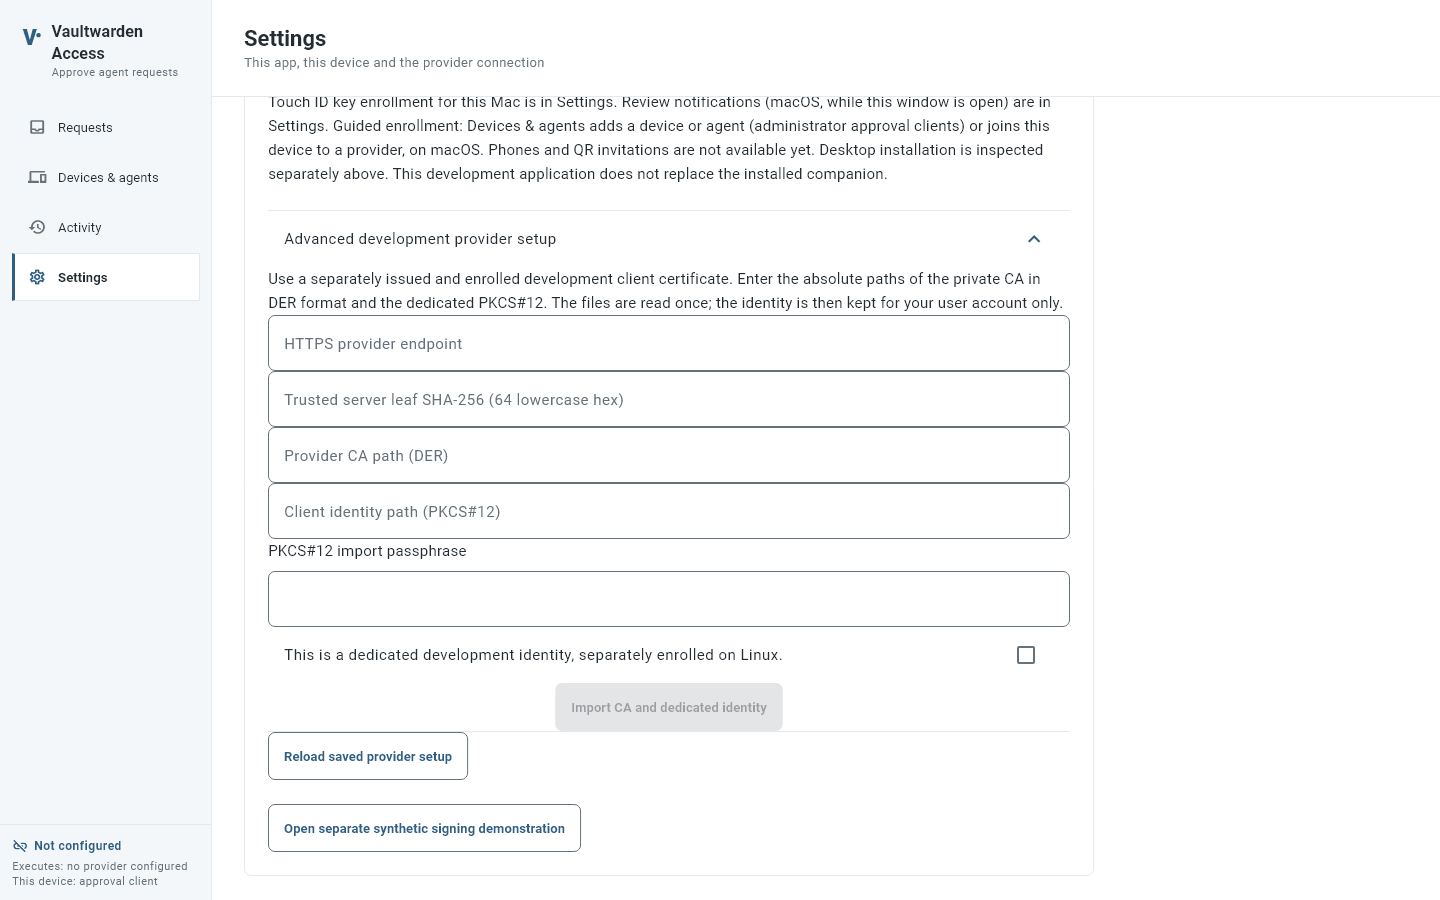 Vaultwarden
Access
Approve agent requests
Requests
Devices & agents
Activity
Settings
Not configured
Executes: no provider configured
This device: approval client
Settings
This app, this device and the provider connection
Touch ID key enrollment for this Mac is in Settings. Review notifications (macOS, while this window is open) are in
Settings. Guided enrollment: Devices & agents adds a device or agent (administrator approval clients) or joins this
device to a provider, on macOS. Phones and QR invitations are not available yet. Desktop installation is inspected
separately above. This development application does not replace the installed companion.
Advanced development provider setup
Use a separately issued and enrolled development client certificate. Enter the absolute paths of the private CA in
DER format and the dedicated PKCS#12. The files are read once; the identity is then kept for your user account only.
HTTPS provider endpoint
Trusted server leaf SHA-256 (64 lowercase hex)
Provider CA path (DER)
Client identity path (PKCS#12)
PKCS#12 import passphrase
This is a dedicated development identity, separately enrolled on Linux.
Import CA and dedicated identity
Reload saved provider setup
Open separate synthetic signing demonstration